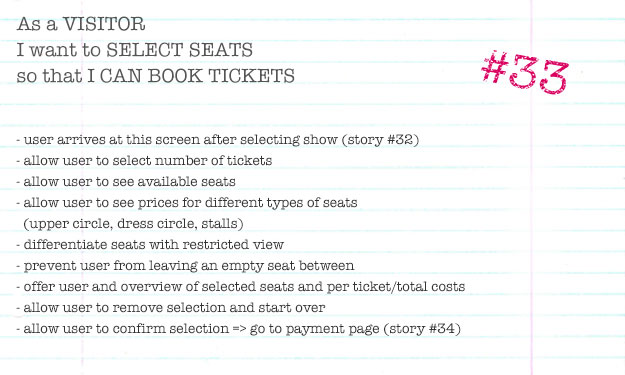 As a VISITOR
I want to SELECT SEATS
so that I CAN BOOK TICKETS
#33
- user arrives at this screen after selecting show (story #32)
- allow user to select number of tickets
- allow user to see available seats
- allow user to see prices for different types of seats
(upper circle, dress circle, stalls)
- differentiate seats with restricted view
- prevent user from leaving an empty seat between
- offer user and overview of selected seats and per ticket/total costs
- allow user to remove selection and start over
- allow user to confirm selection => go to payment page (story #34)